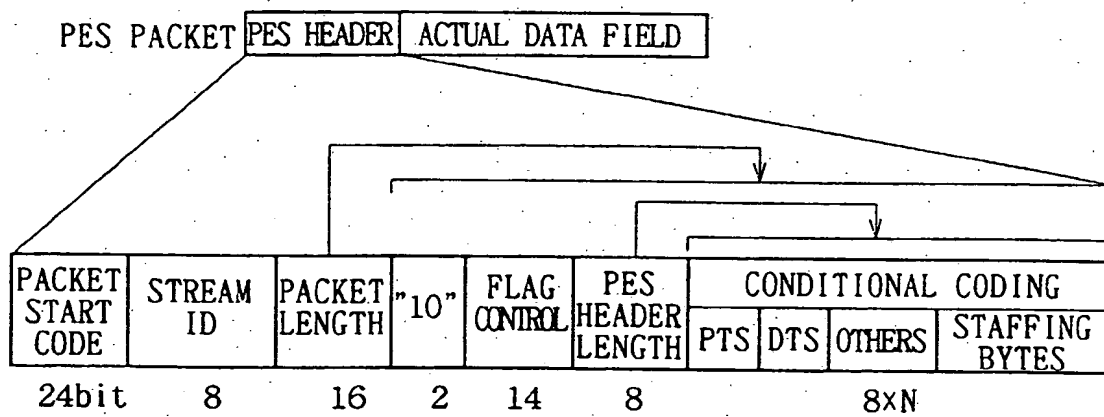 PES PACKET
PES HEADER
ACTUAL DATA FIELD
PACKET
START
CODE
STREAM
ID
PACKET
LENGTH
"10"
FLAG
CONTROL
PES
HEADER
LENGTH
CONDITIONAL CODING
PTS
DTS
OTHERS
STAFFING
BYTES
24bit
8
16
2
14
8
8×N